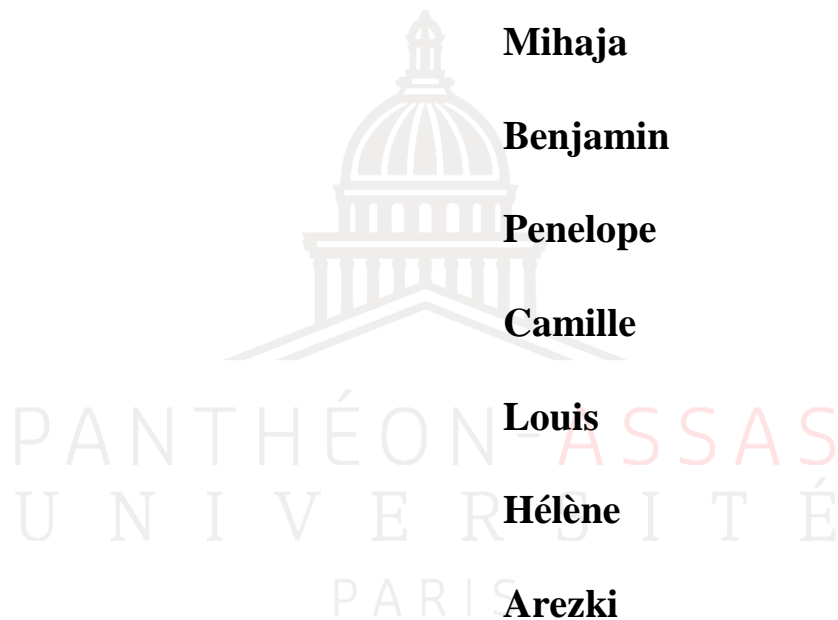 Mihaja
Benjamin
Penelope
Camille
PANTHÉON-ASSAS
Louis
UNIVERSITÉ
Hélène
PARIS
Arezki